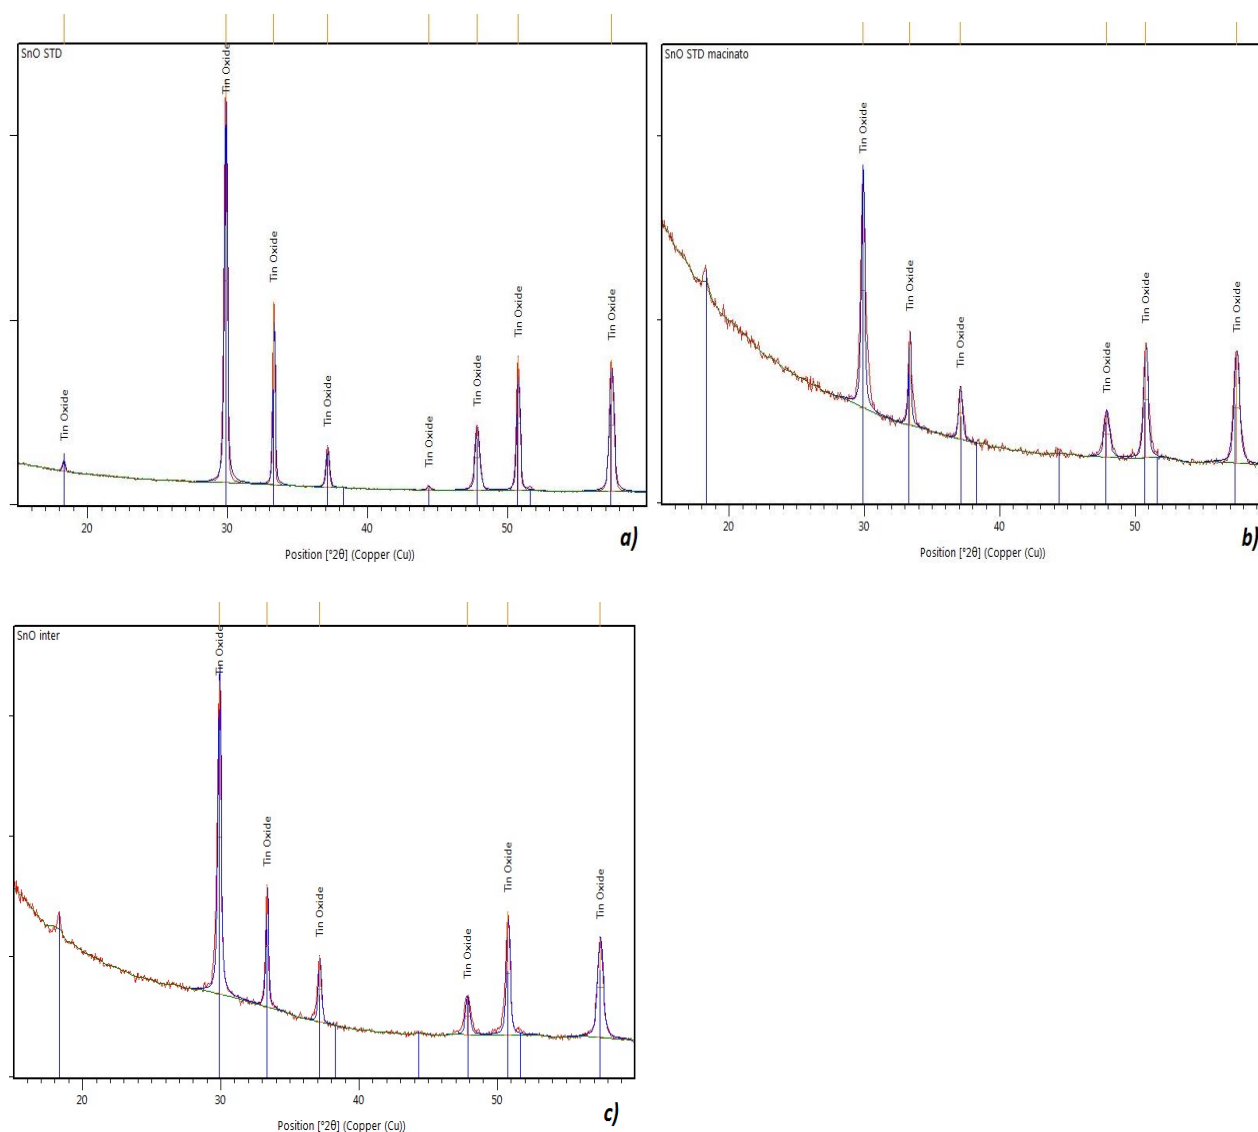 SnO STD
Tin Oxide
Tin Oxide
Tin Oxide
Tin Oxide
Tin Oxide
Tin Oxide
Tin Oxide
Tin Oxide
20
30
40
50
Position [°2θ] (Copper (Cu))
a)
SnO STD macinato
Tin Oxide
Tin Oxide
Tin Oxide
Tin Oxide
Tin Oxide
Tin Oxide
20
30
40
50
Position [°2θ] (Copper (Cu))
b)
SnO inter
Tin Oxide
Tin Oxide
Tin Oxide
Tin Oxide
Tin Oxide
Tin Oxide
20
30
40
50
Position [°2θ] (Copper (Cu))
c)